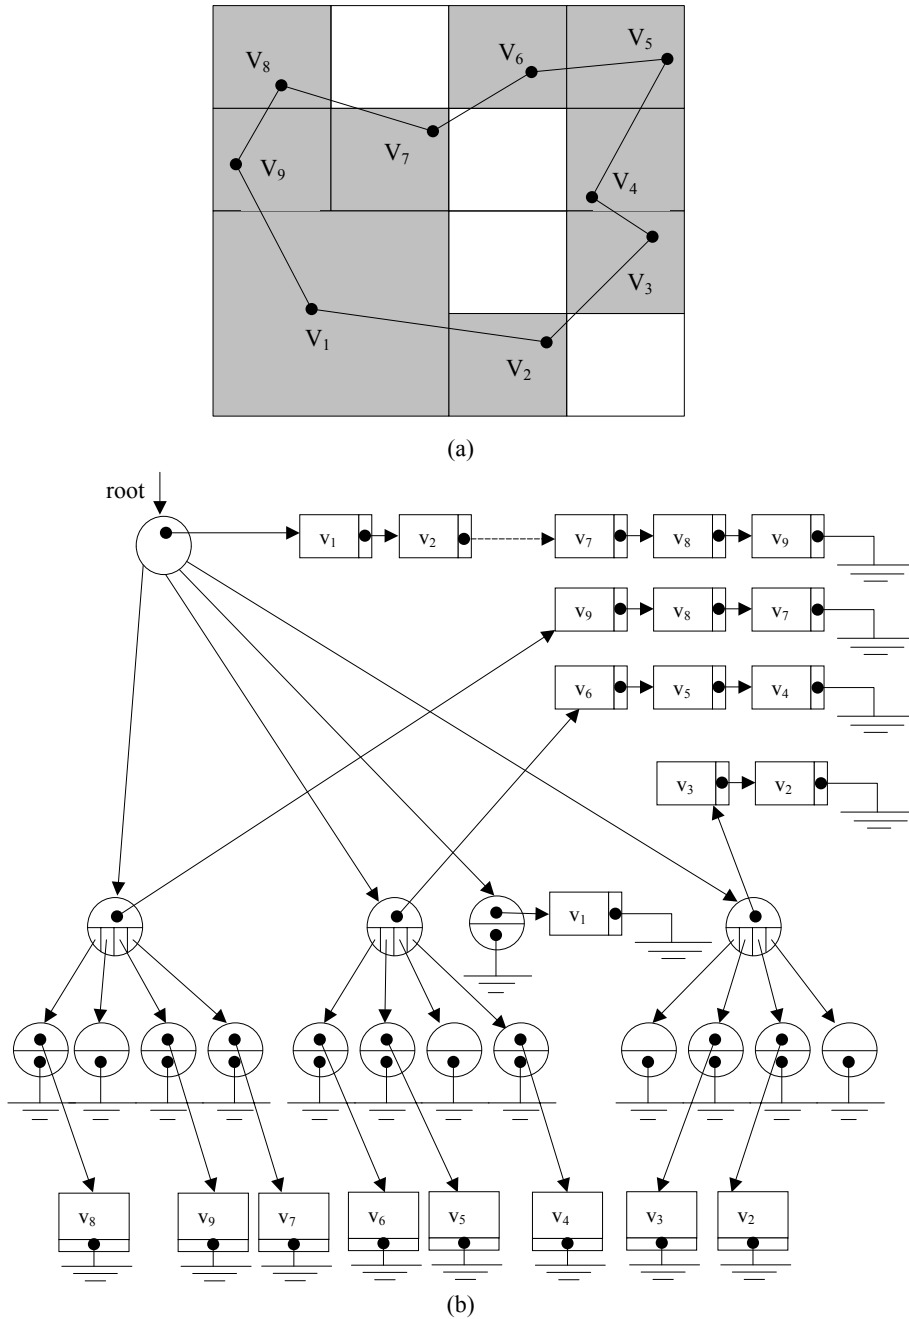 V₅
V₆
V₈
V₇
V₉
V₄
V₃
V₁
V₂
(a)
root
v₁ v₂ v₇ v₈ v₉
v₉ v₈ v₇
v₆ v₅ v₄
v₃ v₂
v₁
v₈ v₉ v₇ v₆ v₅ v₄ v₃ v₂
(b)